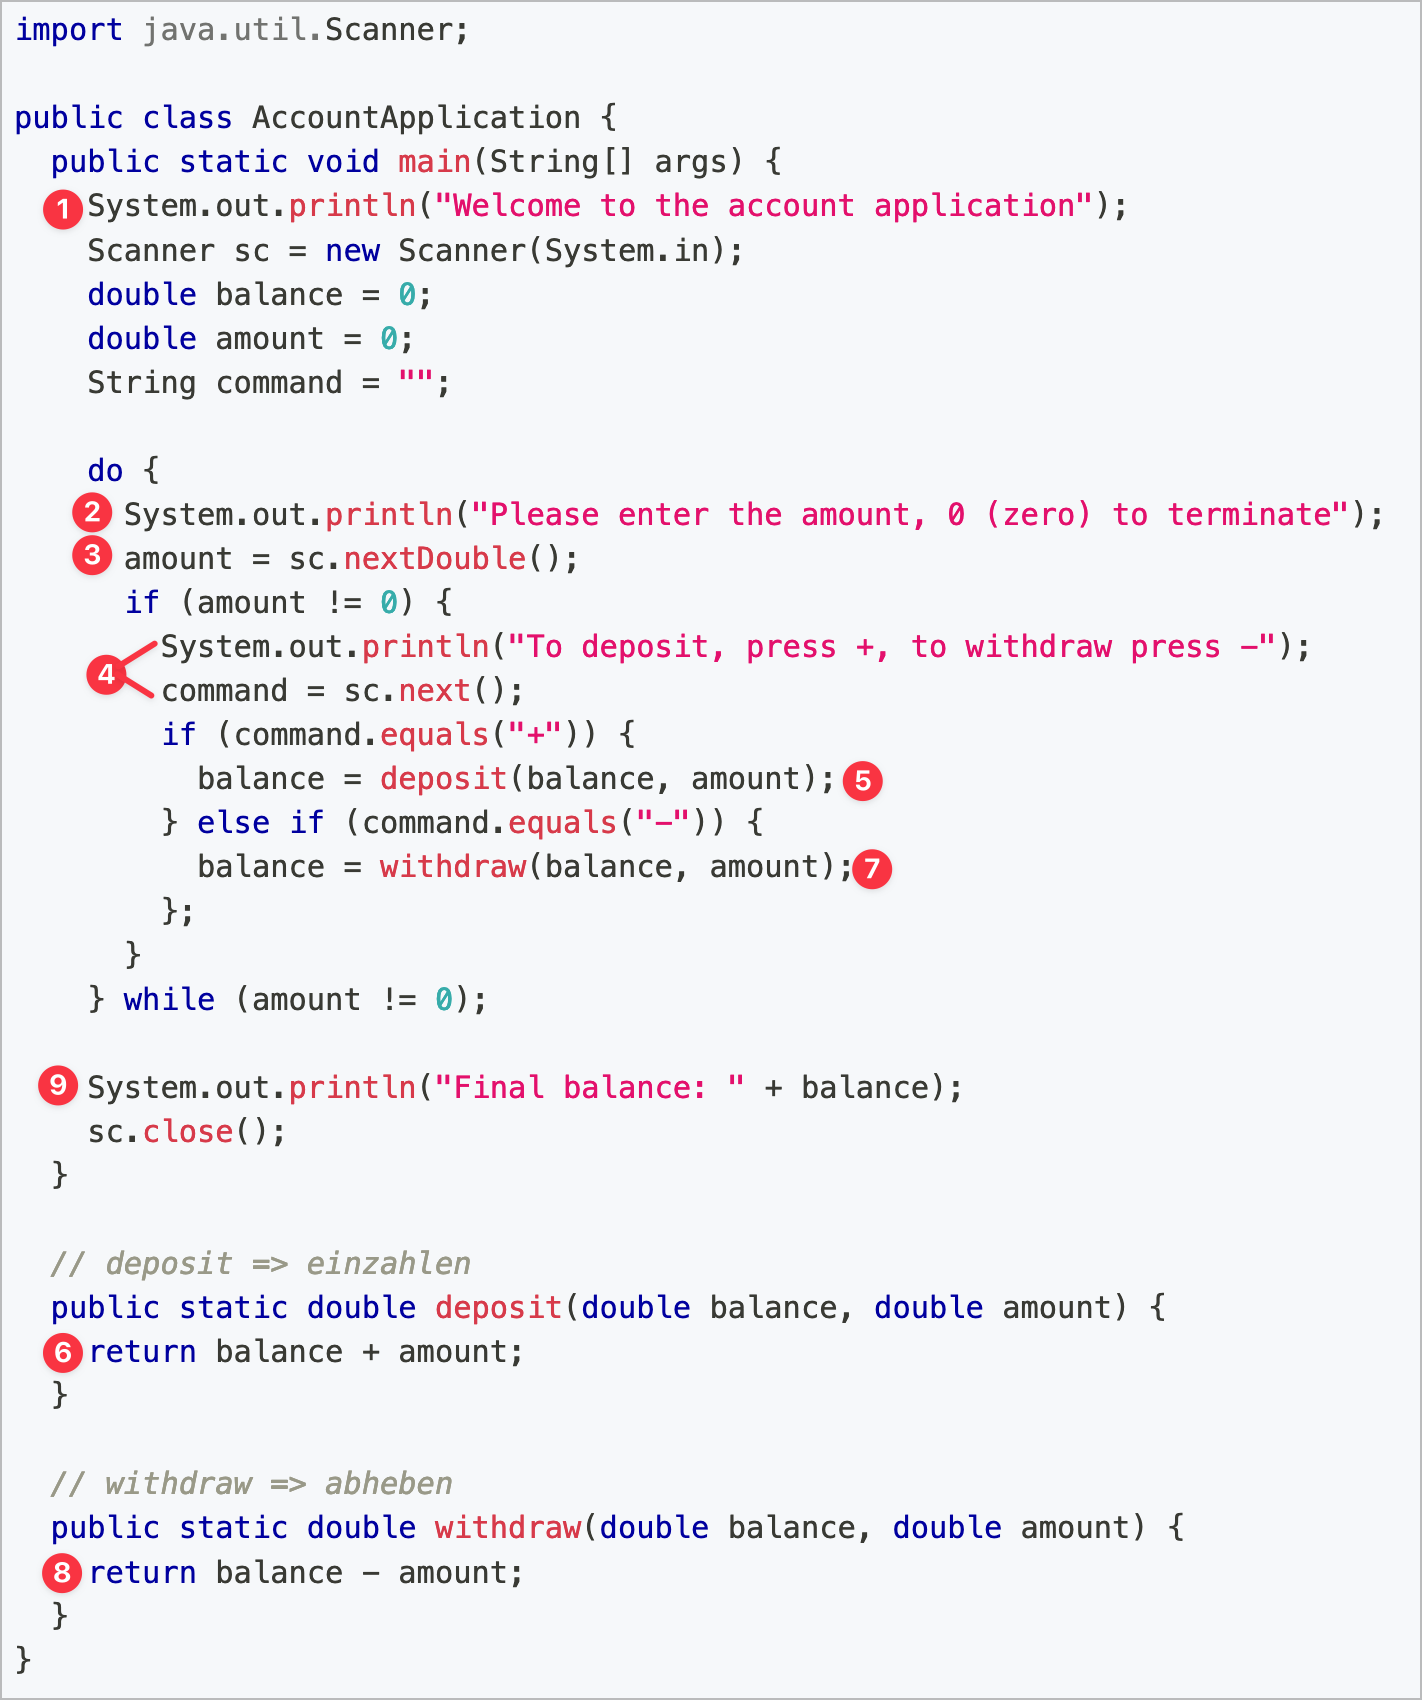 import java.util.Scanner;
public class AccountApplication {
public static void main(String[] args) {
1 System.out.println("Welcome to the account application");
Scanner sc = new Scanner(System.in);
double balance = 0;
double amount = 0;
String command = "";
do {
2 System.out.println("Please enter the amount, 0 (zero) to terminate");
3 amount = sc.nextDouble();
if (amount != 0) {
System.out.println("To deposit, press +, to withdraw press -");
4
command = sc.next();
if (command.equals("+")) {
balance = deposit(balance, amount); 5
} else if (command.equals("-")) {
balance = withdraw(balance, amount); 7
};
}
} while (amount != 0);
9 System.out.println("Final balance: " + balance);
sc.close();
}
// deposit => einzahlen
public static double deposit(double balance, double amount) {
6 return balance + amount;
}
// withdraw => abheben
public static double withdraw(double balance, double amount) {
8 return balance - amount;
}
}